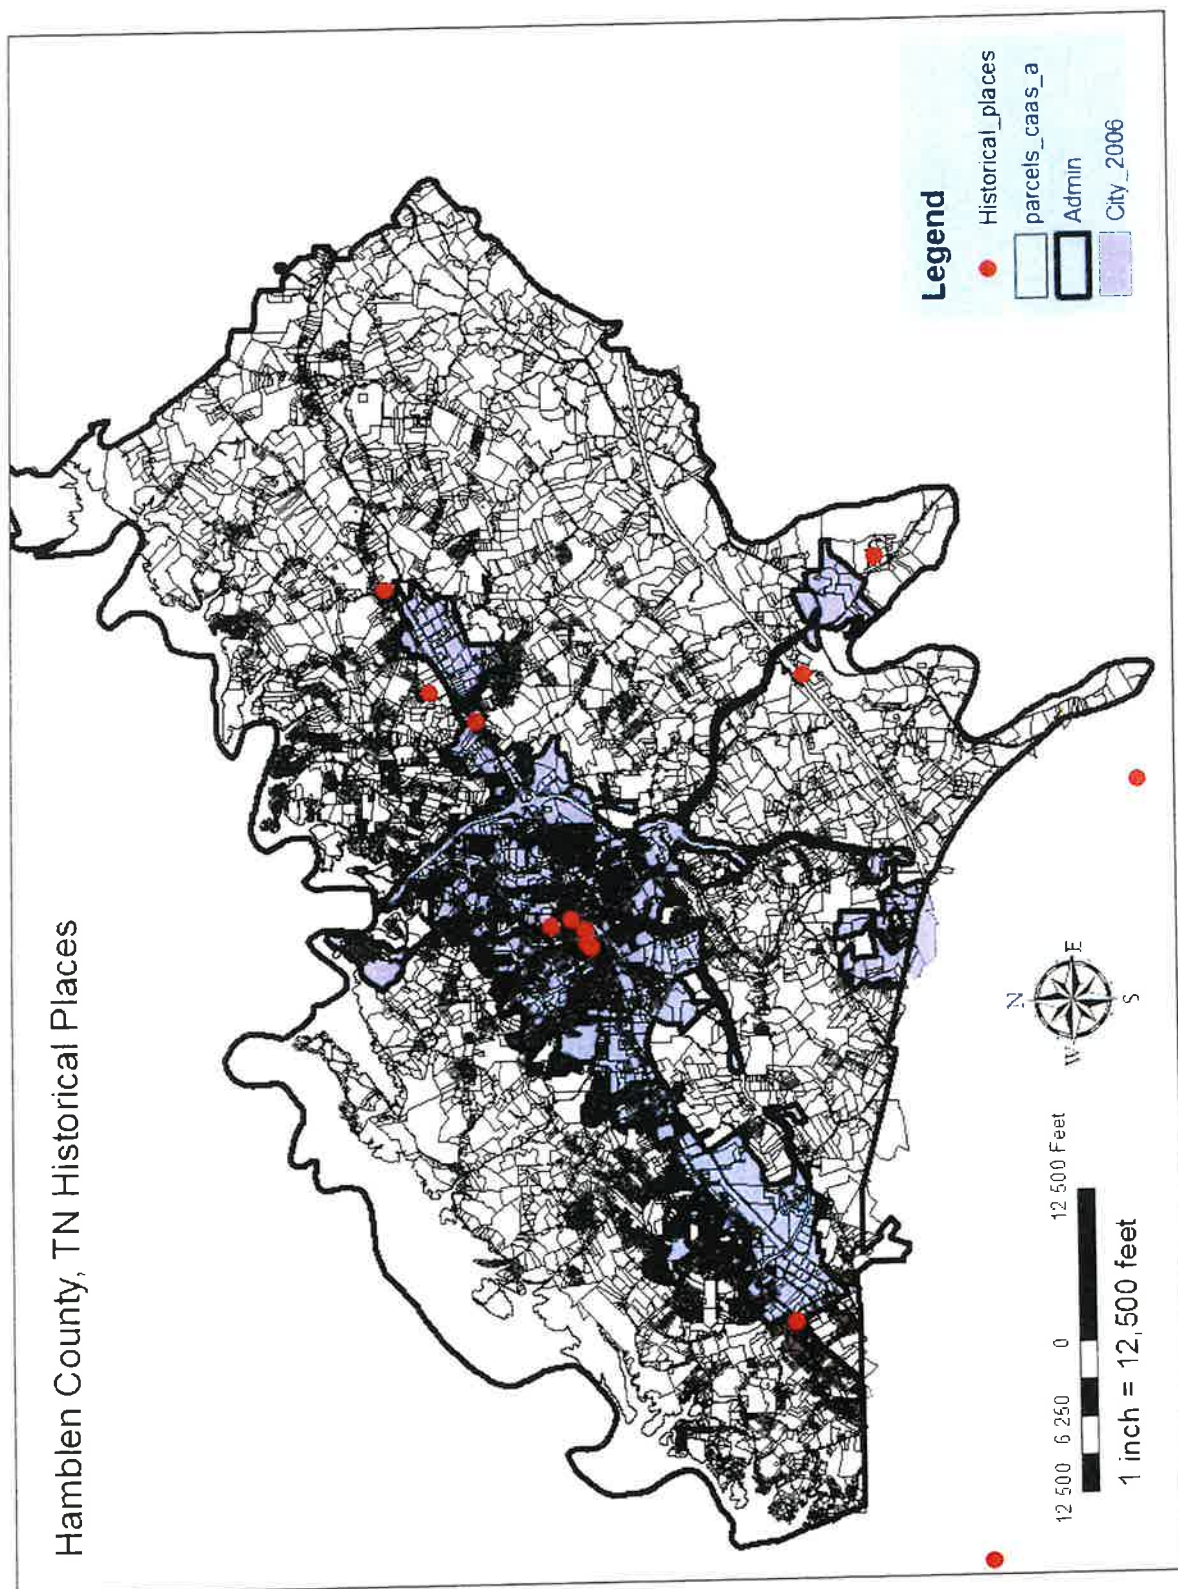 Hamblen County, TN Historical Places
Legend
Historical_places
parcels_caas_a
Admin
City_2006
N
W
E
S
12 500 6 250 0 12 500 Feet
1 inch = 12,500 feet